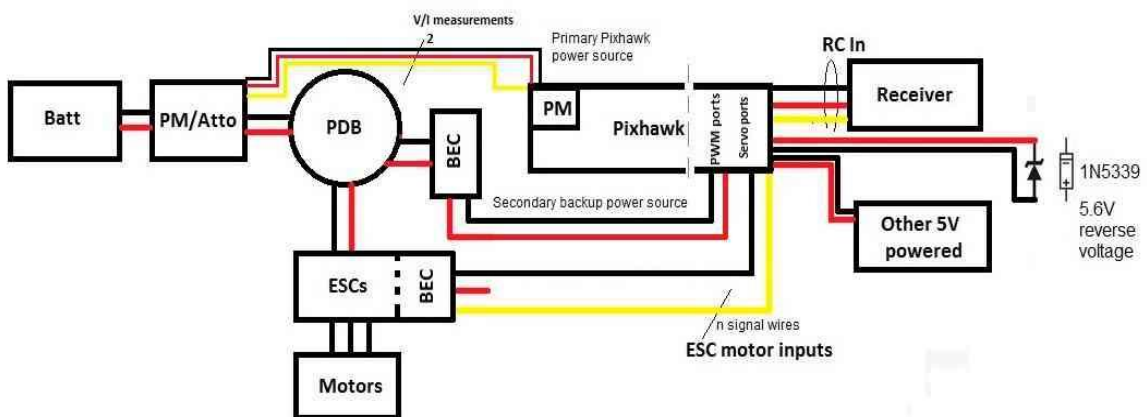 V/I measurements
2
Primary Pixhawk
power source
RC In
Batt
PM/Atto
PDB
BEC
PM
Pixhawk
PWM ports
Servo ports
Receiver
1N5339
5.6V
reverse
voltage
Secondary backup power source
Other 5V
powered
ESCs
BEC
n signal wires
ESC motor inputs
Motors